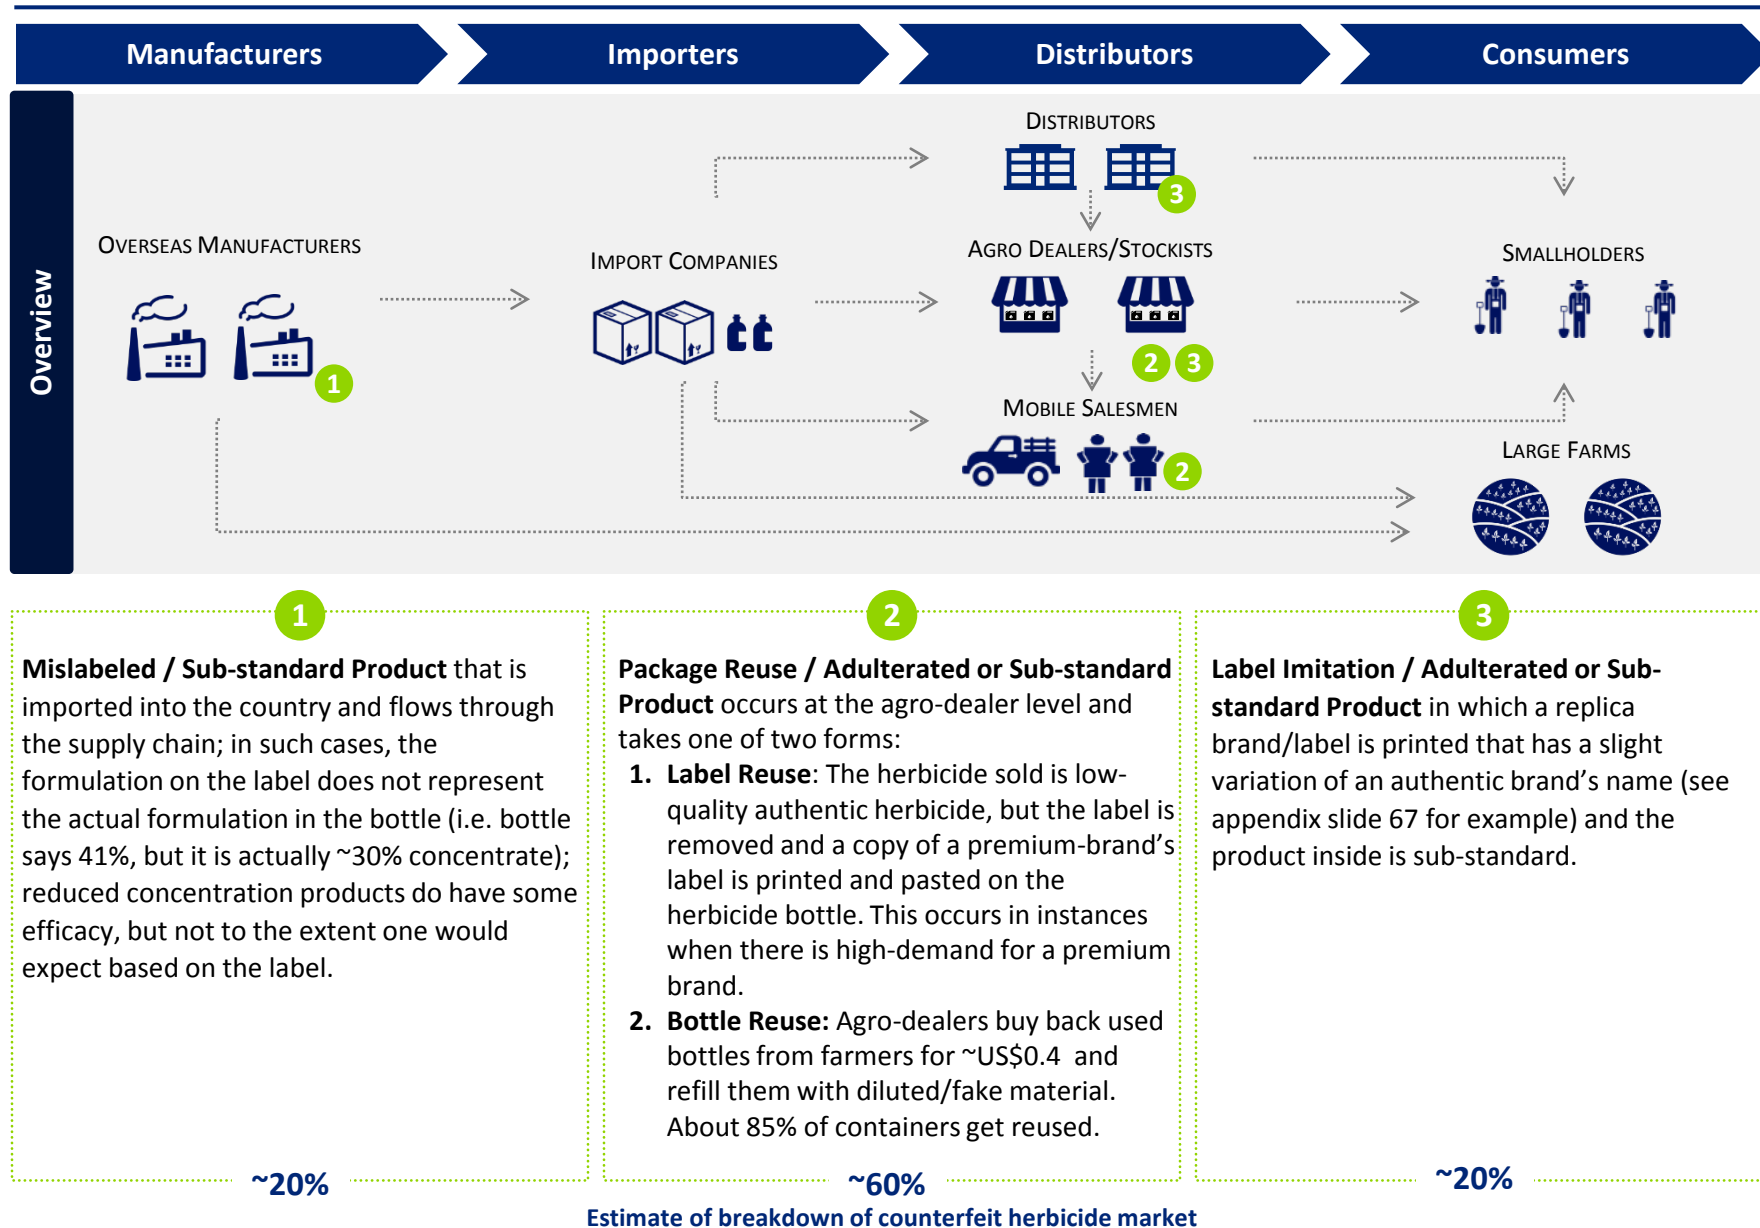 Manufacturers
Importers
Distributors
Consumers
Overview
DISTRIBUTORS
3
OVERSEAS MANUFACTURERS
1
IMPORT COMPANIES
AGRO DEALERS/STOCKISTS
2 3
SMALLHOLDERS
MOBILE SALESMEN
2
LARGE FARMS
1
Mislabeled / Sub-standard Product that is
imported into the country and flows through
the supply chain; in such cases, the
formulation on the label does not represent
the actual formulation in the bottle (i.e. bottle
says 41%, but it is actually ~30% concentrate);
reduced concentration products do have some
efficacy, but not to the extent one would
expect based on the label.
~20%
2
Package Reuse / Adulterated or Sub-standard
Product occurs at the agro-dealer level and
takes one of two forms:
1. Label Reuse: The herbicide sold is low-
quality authentic herbicide, but the label is
removed and a copy of a premium-brand's
label is printed and pasted on the
herbicide bottle. This occurs in instances
when there is high-demand for a premium
brand.
2. Bottle Reuse: Agro-dealers buy back used
bottles from farmers for ~US$0.4 and
refill them with diluted/fake material.
About 85% of containers get reused.
~60%
3
Label Imitation / Adulterated or Sub-
standard Product in which a replica
brand/label is printed that has a slight
variation of an authentic brand's name (see
appendix slide 67 for example) and the
product inside is sub-standard.
~20%
Estimate of breakdown of counterfeit herbicide market